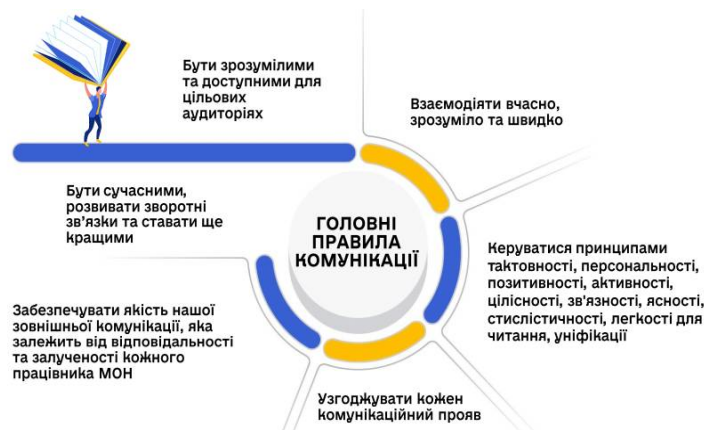 Бути зрозумілими
та доступними для
цільових
аудиторіях
Взаємодіяти вчасно,
зрозуміло та швидко
Бути сучасними,
розвивати зворотні
зв'язки та ставати ще
кращими
ГОЛОВНІ
ПРАВИЛА
КОМУНІКАЦІЇ
Керуватися принципами
тактовності, персональності,
позитивності, активності,
цілісності, зв'язності, ясності,
стислістичності, легкості для
читання, уніфікації
Забезпечувати якість нашої
зовнішньої комунікації, яка
залежить від відповідальності
та залученості кожного
працівника МОН
Узгоджувати кожен
комунікаційний прояв